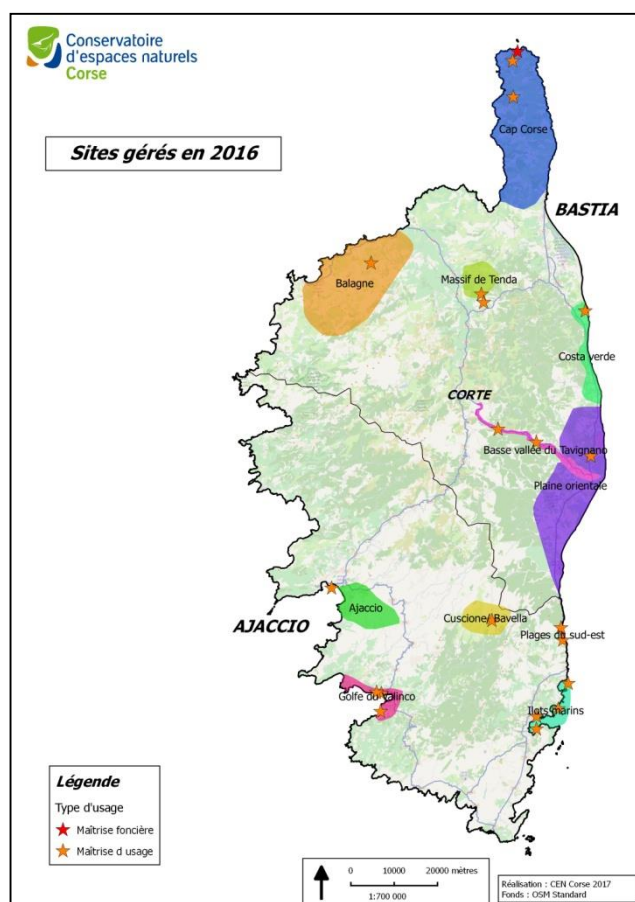 Conservatoire
d'espaces naturels
Corse
Sites gérés en 2016
Cap Corse
BASTIA
Balagne
Massif de Tenda
Costa verde
CORTE
Basse vallée du Tavignano
Plaine orientale
Ajaccio
AJACCIO
Cuscione/ Bavella
Plages du sud-est
Golfe du Valinco
Ilots marins
Légende
Type d'usage
Maîtrise foncière
Maîtrise d usage
0 10000 20000 mètres
1:700 000
Réalisation : CEN Corse 2017
Fonds : OSM Standard